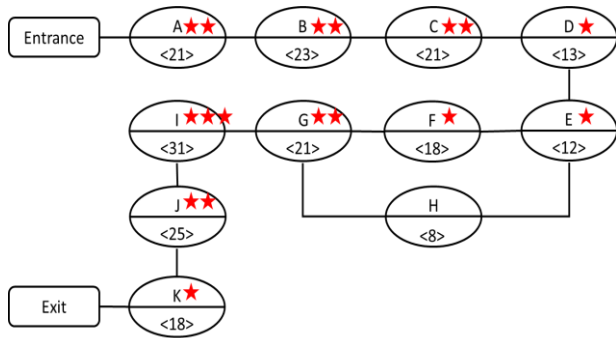 Entrance
A★★
<21>
B★★
<23>
C★★
<21>
D★
<13>
I★★★
<31>
G★★
<21>
F★
<18>
E★
<12>
J★★
<25>
H
<8>
Exit
K★
<18>